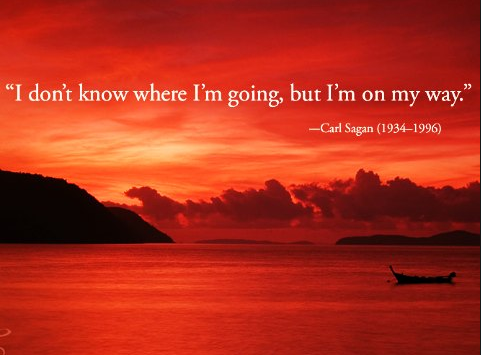 “I don’t know where I’m going, but I’m on my way.”
—Carl Sagan (1934–1996)